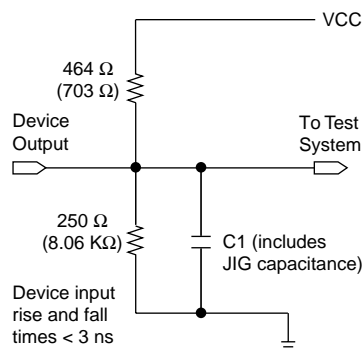 VCC
464 Ω
(703 Ω)
Device
Output
To Test
System
250 Ω
(8.06 KΩ)
C1 (includes
JIG capacitance)
Device input
rise and fall
times < 3 ns